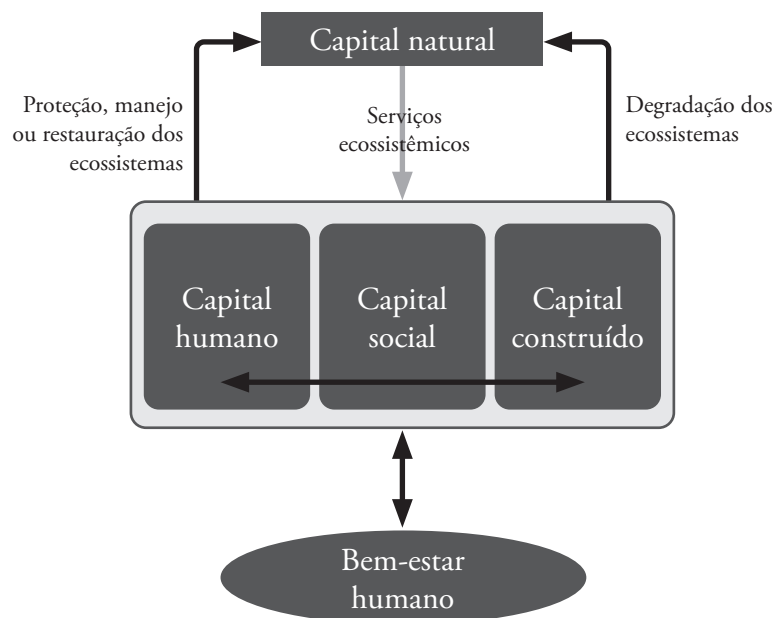 Capital natural
Proteção, manejo
ou restauração dos
ecossistemas
Serviços
ecossistêmicos
Degradação dos
ecossistemas
Capital
humano
Capital
social
Capital
construído
Bem-estar
humano